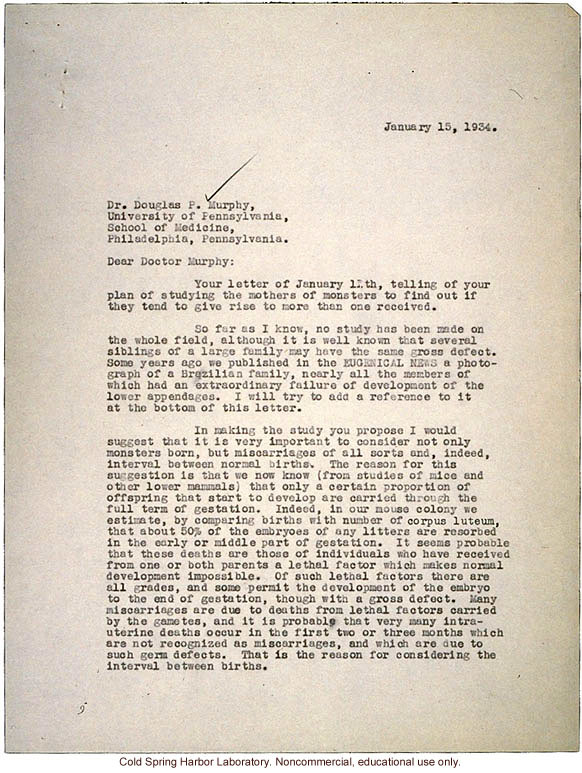 January 15, 1934.
Dr. Douglas P. Murphy,
University of Pennsylvania,
School of Medicine,
Philadelphia, Pennsylvania.
Dear Doctor Murphy:
Your letter of January th, telling of your
plan of studying the mothers of monsters to find out if
they tend to give rise to more than one received.
So far as I know, no study has been made on
the whole field, although it is well known that several
siblings of a large family may have the same gross defect.
Some years ago we published in the EUGENICAL NEWS a photo-
graph of a Brazilian family, nearly all the members of
which had an extraordinary failure of development of the
lower appendages. I will try to add a reference to it
at the bottom of this letter.
In making the study you propose I would
suggest that it is very important to consider not only
monsters born, but miscarriages of all sorts and, indeed,
interval between normal births. The reason for this
suggestion is that we now know (from studies of mice and
other lower mammals) that only a certain proportion of
offspring that start to develop are carried through the
full term of gestation. Indeed, in our mouse colony we
estimate, by comparing births with number of corpus luteum,
that about 50% of the embryoes of any litters are resorbed
in the early or middle part of gestation. It seems probable
that these deaths are those of individuals who have received
from one or both parents a lethal factor which makes normal
development impossible. Of such lethal factors there are
all grades, and some permit the development of the embryo
to the end of gestation, though with a gross defect. Many
miscarriages are due to deaths from lethal factors carried
by the gametes, and it is probable that very many intra-
uterine deaths occur in the first two or three months which
are not recognized as miscarriages, and which are due to
such germ defects. That is the reason for considering the
interval between births.
Cold Spring Harbor Laboratory. Noncommercial, educational use only.